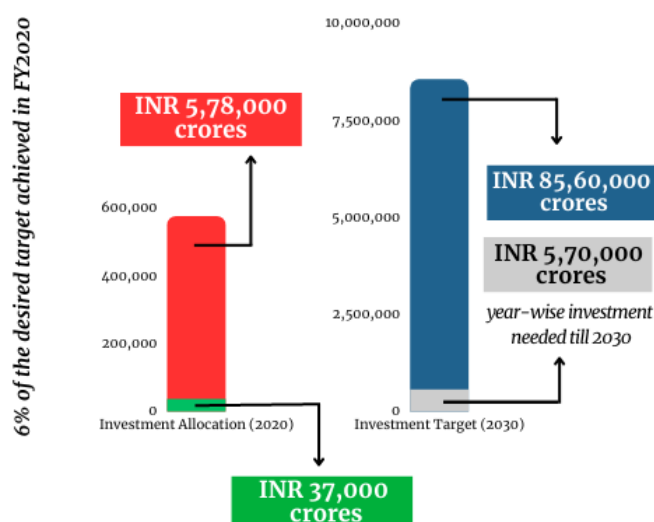 6% of the desired target achieved in FY2020
INR 5,78,000
crores
600,000
400,000
200,000
0
Investment Allocation (2020)
INR 37,000
crores
10,000,000
7,500,000
5,000,000
2,500,000
0
Investment Target (2030)
INR 85,60,000
crores
INR 5,70,000
crores
year-wise investment
needed till 2030